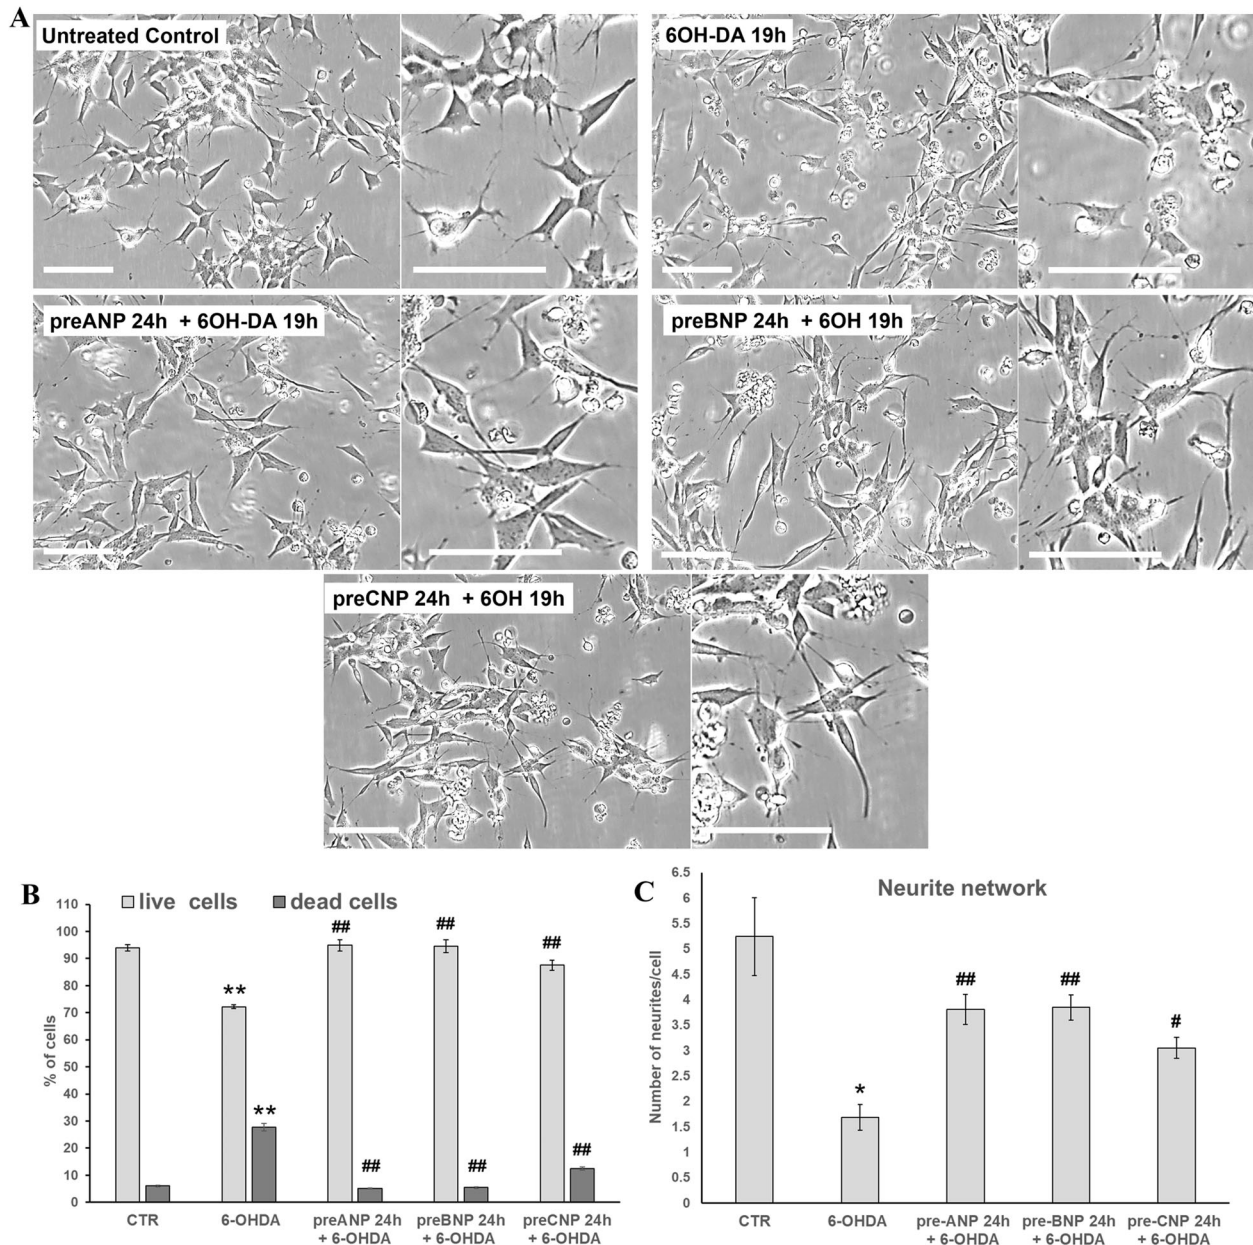 A
Untreated Control
6OH-DA 19h
preANP 24h + 6OH-DA 19h
preBNP 24h + 6OH 19h
preCNP 24h + 6OH 19h
B
live cells
dead cells
% of cells
110
100
90
80
70
60
50
40
30
20
10
0
**
**
##
##
##
##
##
##
CTR
6-OHDA
preANP 24h
+ 6-OHDA
preBNP 24h
+ 6-OHDA
preCNP 24h
+ 6-OHDA
C
Neurite network
Number of neurites/cell
6.5
6
5.5
5
4.5
4
3.5
3
2.5
2
1.5
1
0.5
0
*
##
##
#
CTR
6-OHDA
pre-ANP 24h
+ 6-OHDA
pre-BNP 24h
+ 6-OHDA
pre-CNP 24h
+ 6-OHDA